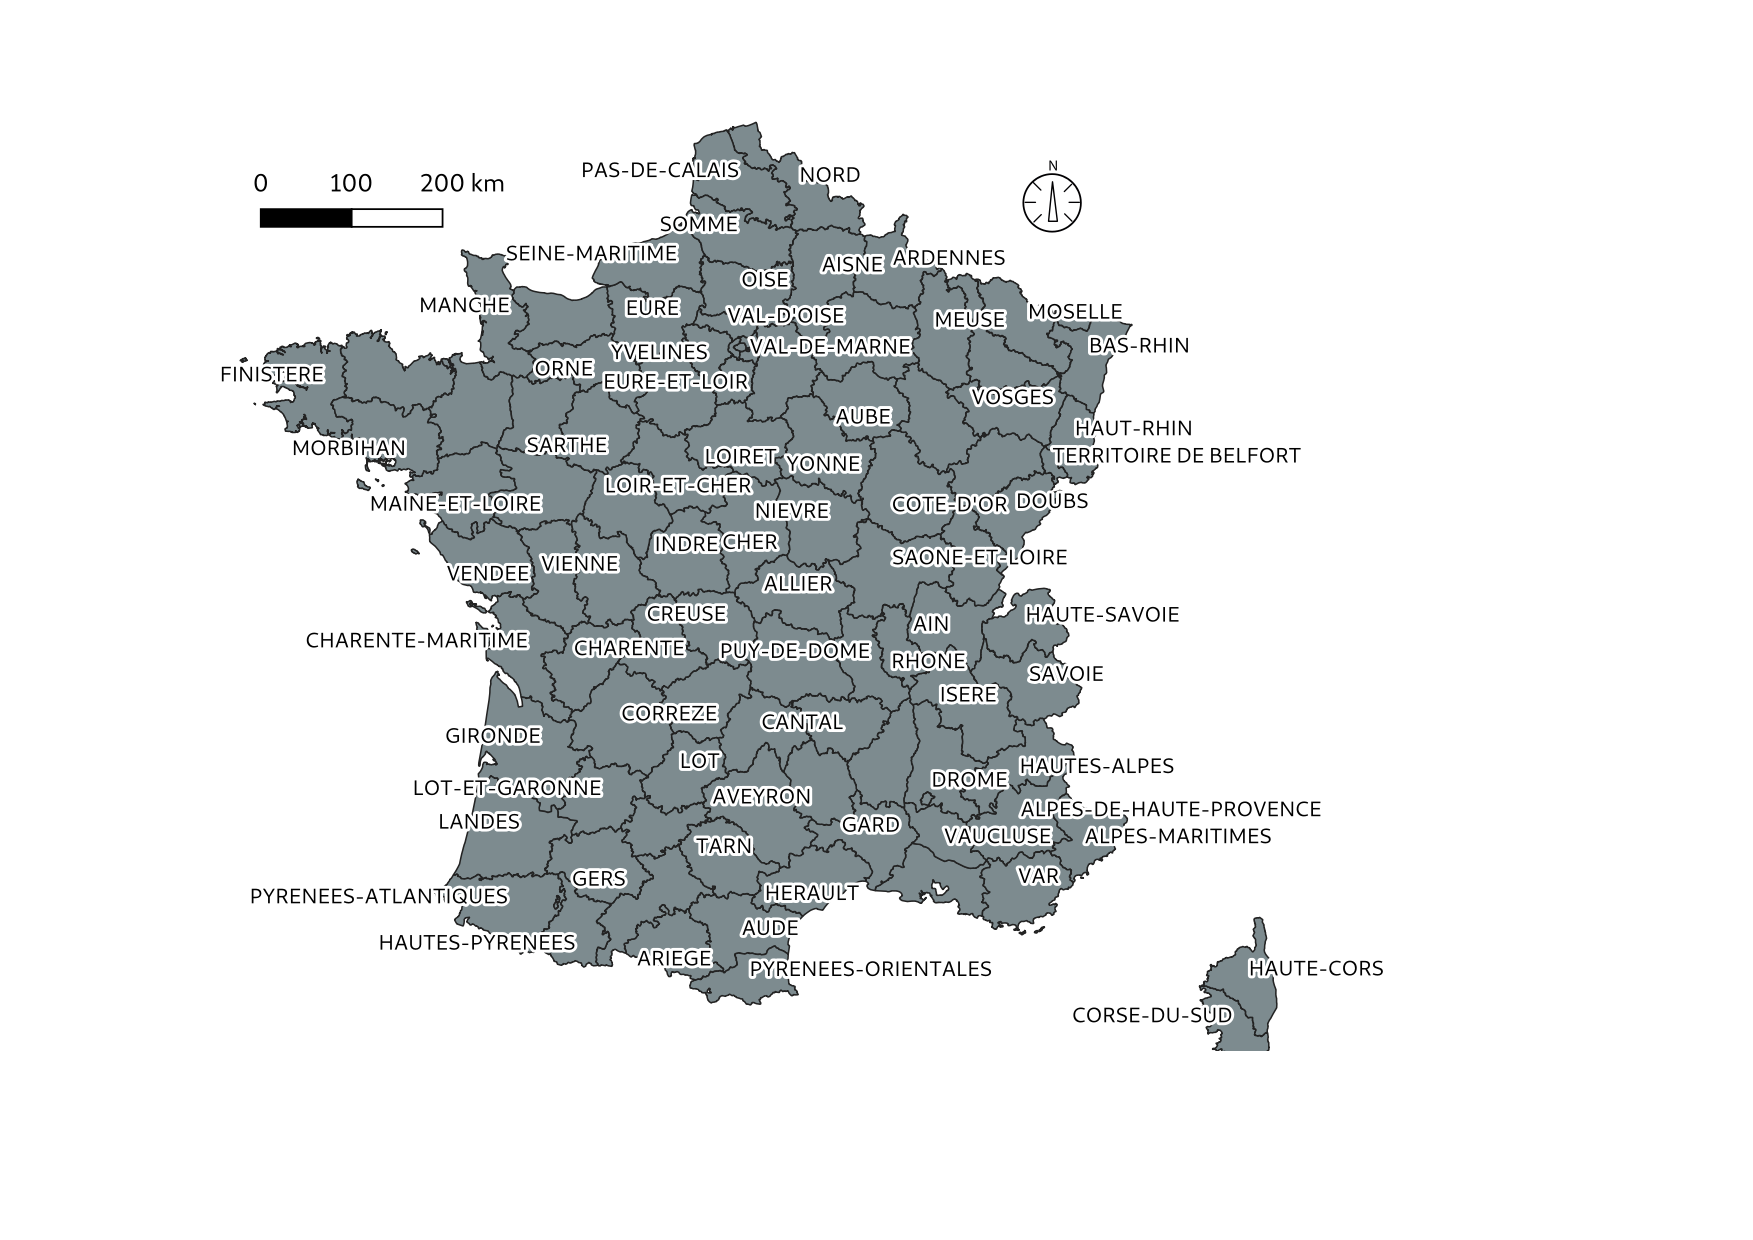 N
PAS-DE-CALAIS
NORD
0 100 200 km
SOMME
SEINE-MARITIME
ARDENNES
AISNE
OISE
MANCHE
EURE
MOSELLE
VAL-D'OISE
MEUSE
BAS-RHIN
VAL-DE-MARNE
YVELINES
ORNE
FINISTERE
EURE-ET-LOIR
VOSGES
AUBE
HAUT-RHIN
SARTHE
MORBIHAN
TERRITOIRE DE BELFORT
LOIRET
YONNE
LOIR-ET-CHER
DOUBS
MAINE-ET-LOIRE
COTE-D'OR
NIEVRE
INDRE
CHER
SAONE-ET-LOIRE
VIENNE
VENDEE
ALLIER
CREUSE
HAUTE-SAVOIE
AIN
CHARENTE-MARITIME
CHARENTE
PUY-DE-DOME
RHONE
SAVOIE
ISERE
CORREZE
CANTAL
GIRONDE
LOT
HAUTES-ALPES
DROME
LOT-ET-GARONNE
AVEYRON
ALPES-DE-HAUTE-PROVENCE
LANDES
GARD
VAUCLUSE
ALPES-MARITIMES
TARN
VAR
GERS
HERAULT
PYRENEES-ATLANTIQUES
AUDE
HAUTES-PYRENEES
ARIEGE
PYRENEES-ORIENTALES
HAUTE-CORS
CORSE-DU-SUD